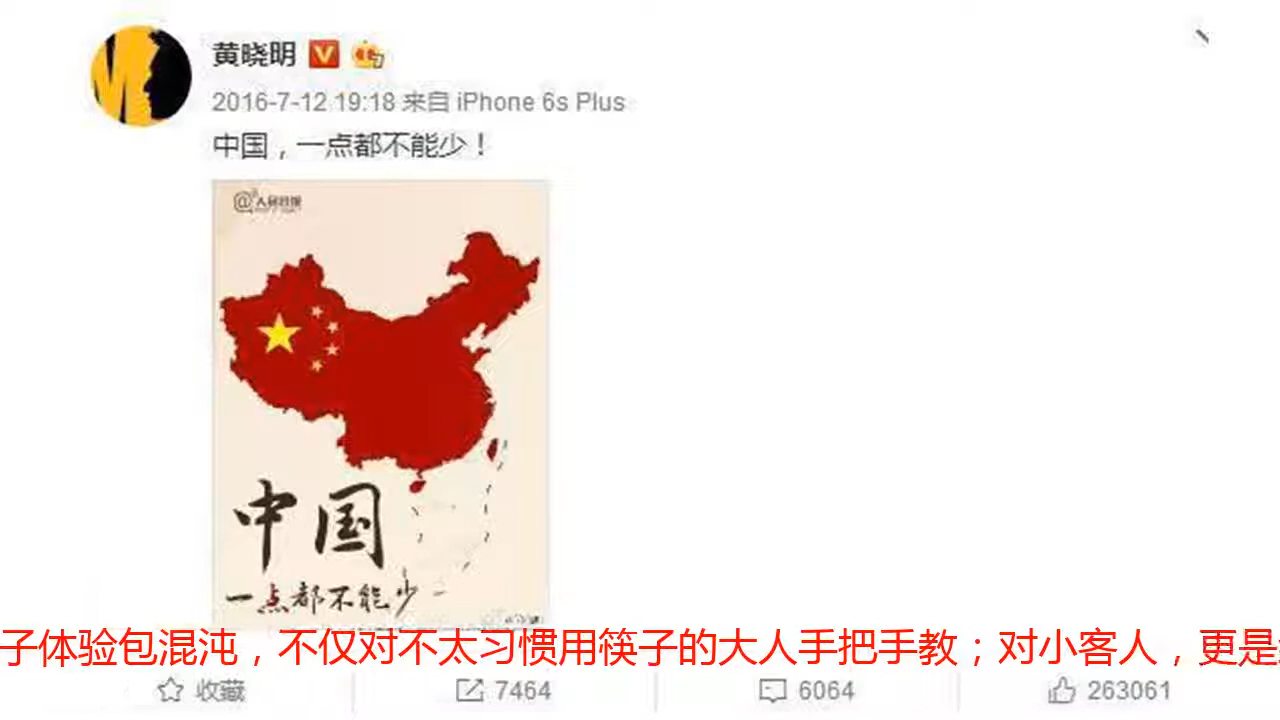 黄晓明
2016-7-12 19:18 来自 iPhone 6s Plus
中国，一点都不能少！
@人民日报
中国
一点都不能少
子体验包混沌，不仅对不太习惯用筷子的大人手把手教；对小客人，更是
收藏
7464
6064
263061